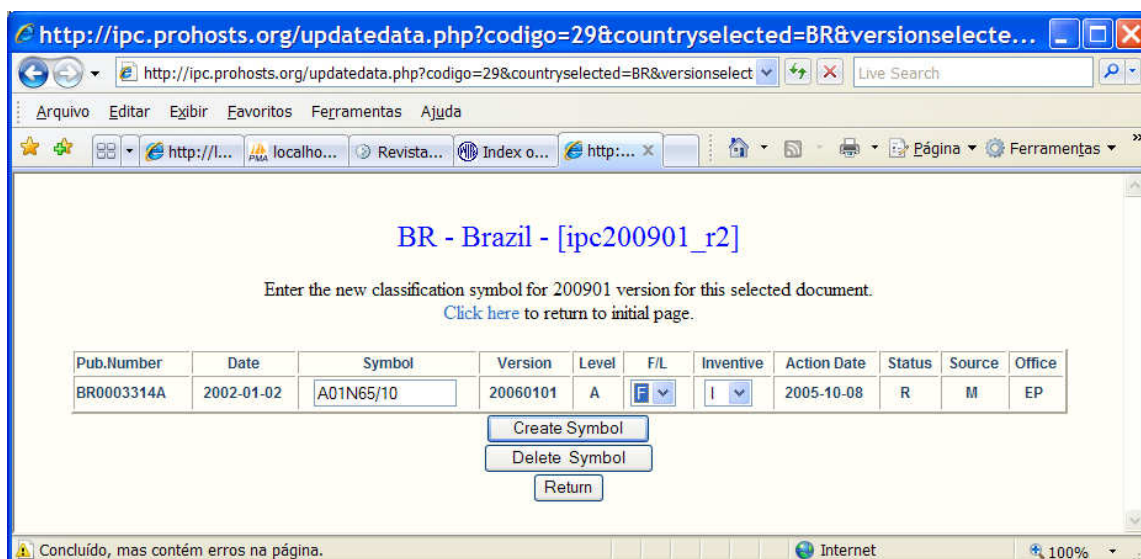 http://ipc.prohosts.org/updatedata.php?codigo=29&countryselected=BR&versionselecte...
http://ipc.prohosts.org/updatedata.php?codigo=29&countryselected=BR&versionselect Live Search
Arquivo Editar Exibir Favoritos Ferramentas Ajuda
http://l... PMA localho... Revista... Index o... http:... Página Ferramentas »
BR - Brazil - [ipc200901_r2]
Enter the new classification symbol for 200901 version for this selected document.
Click here to return to initial page.
Pub.Number Date Symbol Version Level F/L Inventive Action Date Status Source Office
BR0003314A 2002-01-02 A01N65/10 20060101 A F I 2005-10-08 R M EP
Create Symbol
Delete Symbol
Return
Concluído, mas contém erros na página. Internet 100%